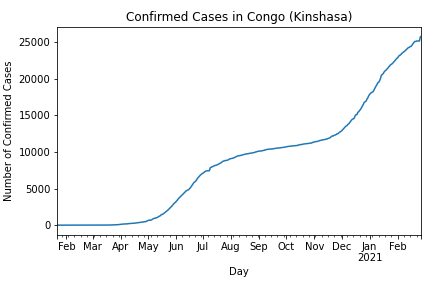 Confirmed Cases in Congo (Kinshasa)
Number of Confirmed Cases
25000
20000
15000
10000
5000
0
Feb Mar Apr May Jun Jul Aug Sep Oct Nov Dec Jan Feb
2021
Day